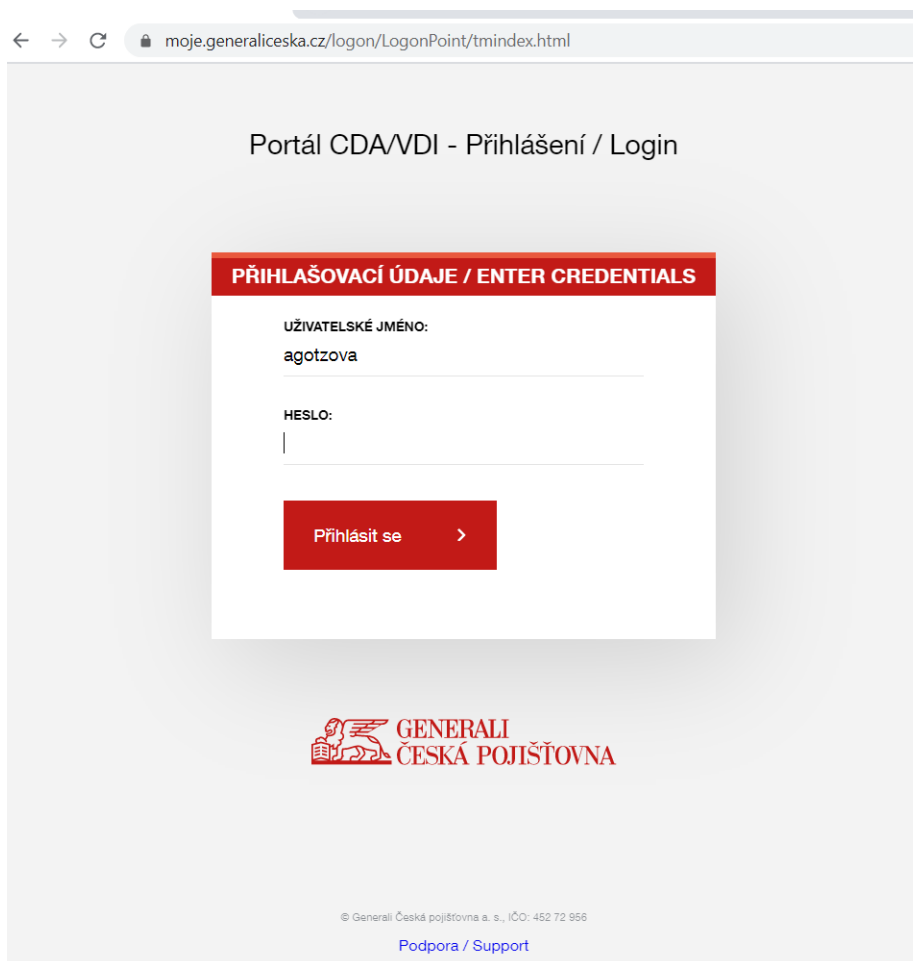 moje.generaliceska.cz/logon/LogonPoint/tmindex.html
Portál CDA/VDI - Přihlášení / Login
PŘIHLAŠOVACÍ ÚDAJE / ENTER CREDENTIALS
UŽIVATELSKÉ JMÉNO:
agotzova
HESLO:
Přihlásit se
GENERALI
ČESKÁ POJIŠŤOVNA
© Generali Česká pojišťovna a. s., IČO: 452 72 956
Podpora / Support